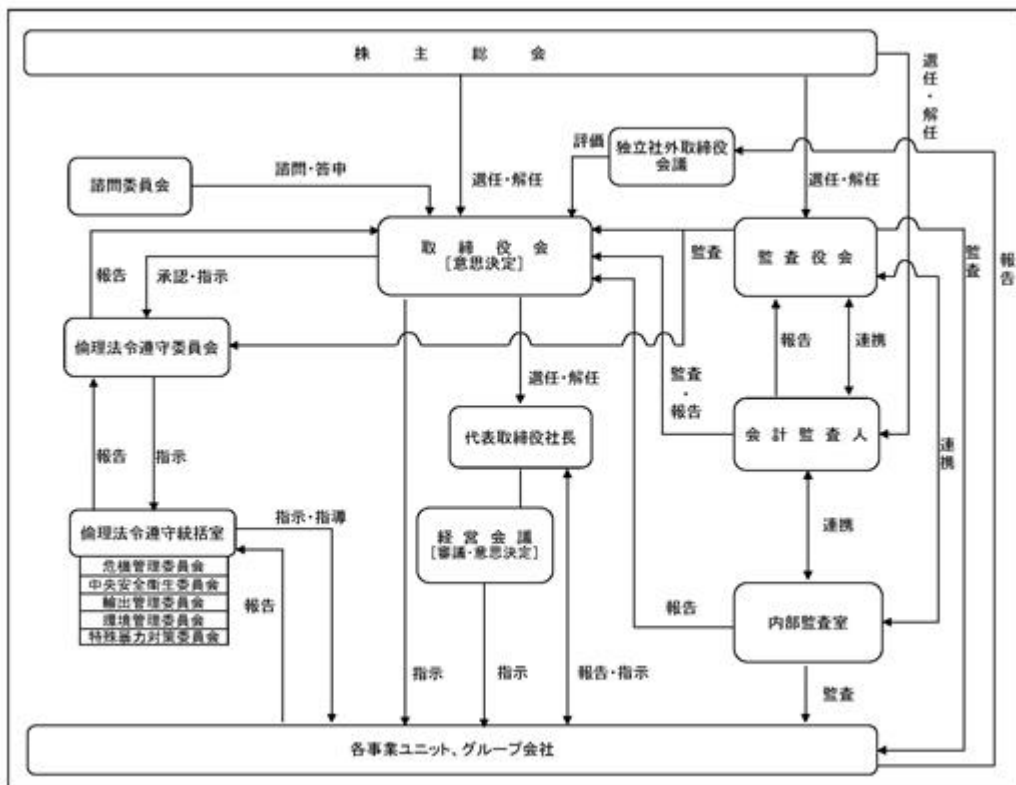 株主総会
選任・解任
評価
独立社外取締役
会議
諮問委員会
諮問・答申
選任・解任
選任・解任
取締役会
[意思決定]
監査
監査役会
監査
報告
報告
承認・指示
倫理法令遵守委員会
報告
連携
選任・解任
監査・報告
代表取締役社長
会計監査人
連携
報告
指示
倫理法令遵守統括室
指示・指導
経営会議
[審議・意思決定]
連携
危機管理委員会
中央安全衛生委員会
輸出管理委員会
環境管理委員会
特殊暴力対策委員会
報告
報告
内部監査室
指示
指示
報告・指示
監査
各事業ユニット、グループ会社